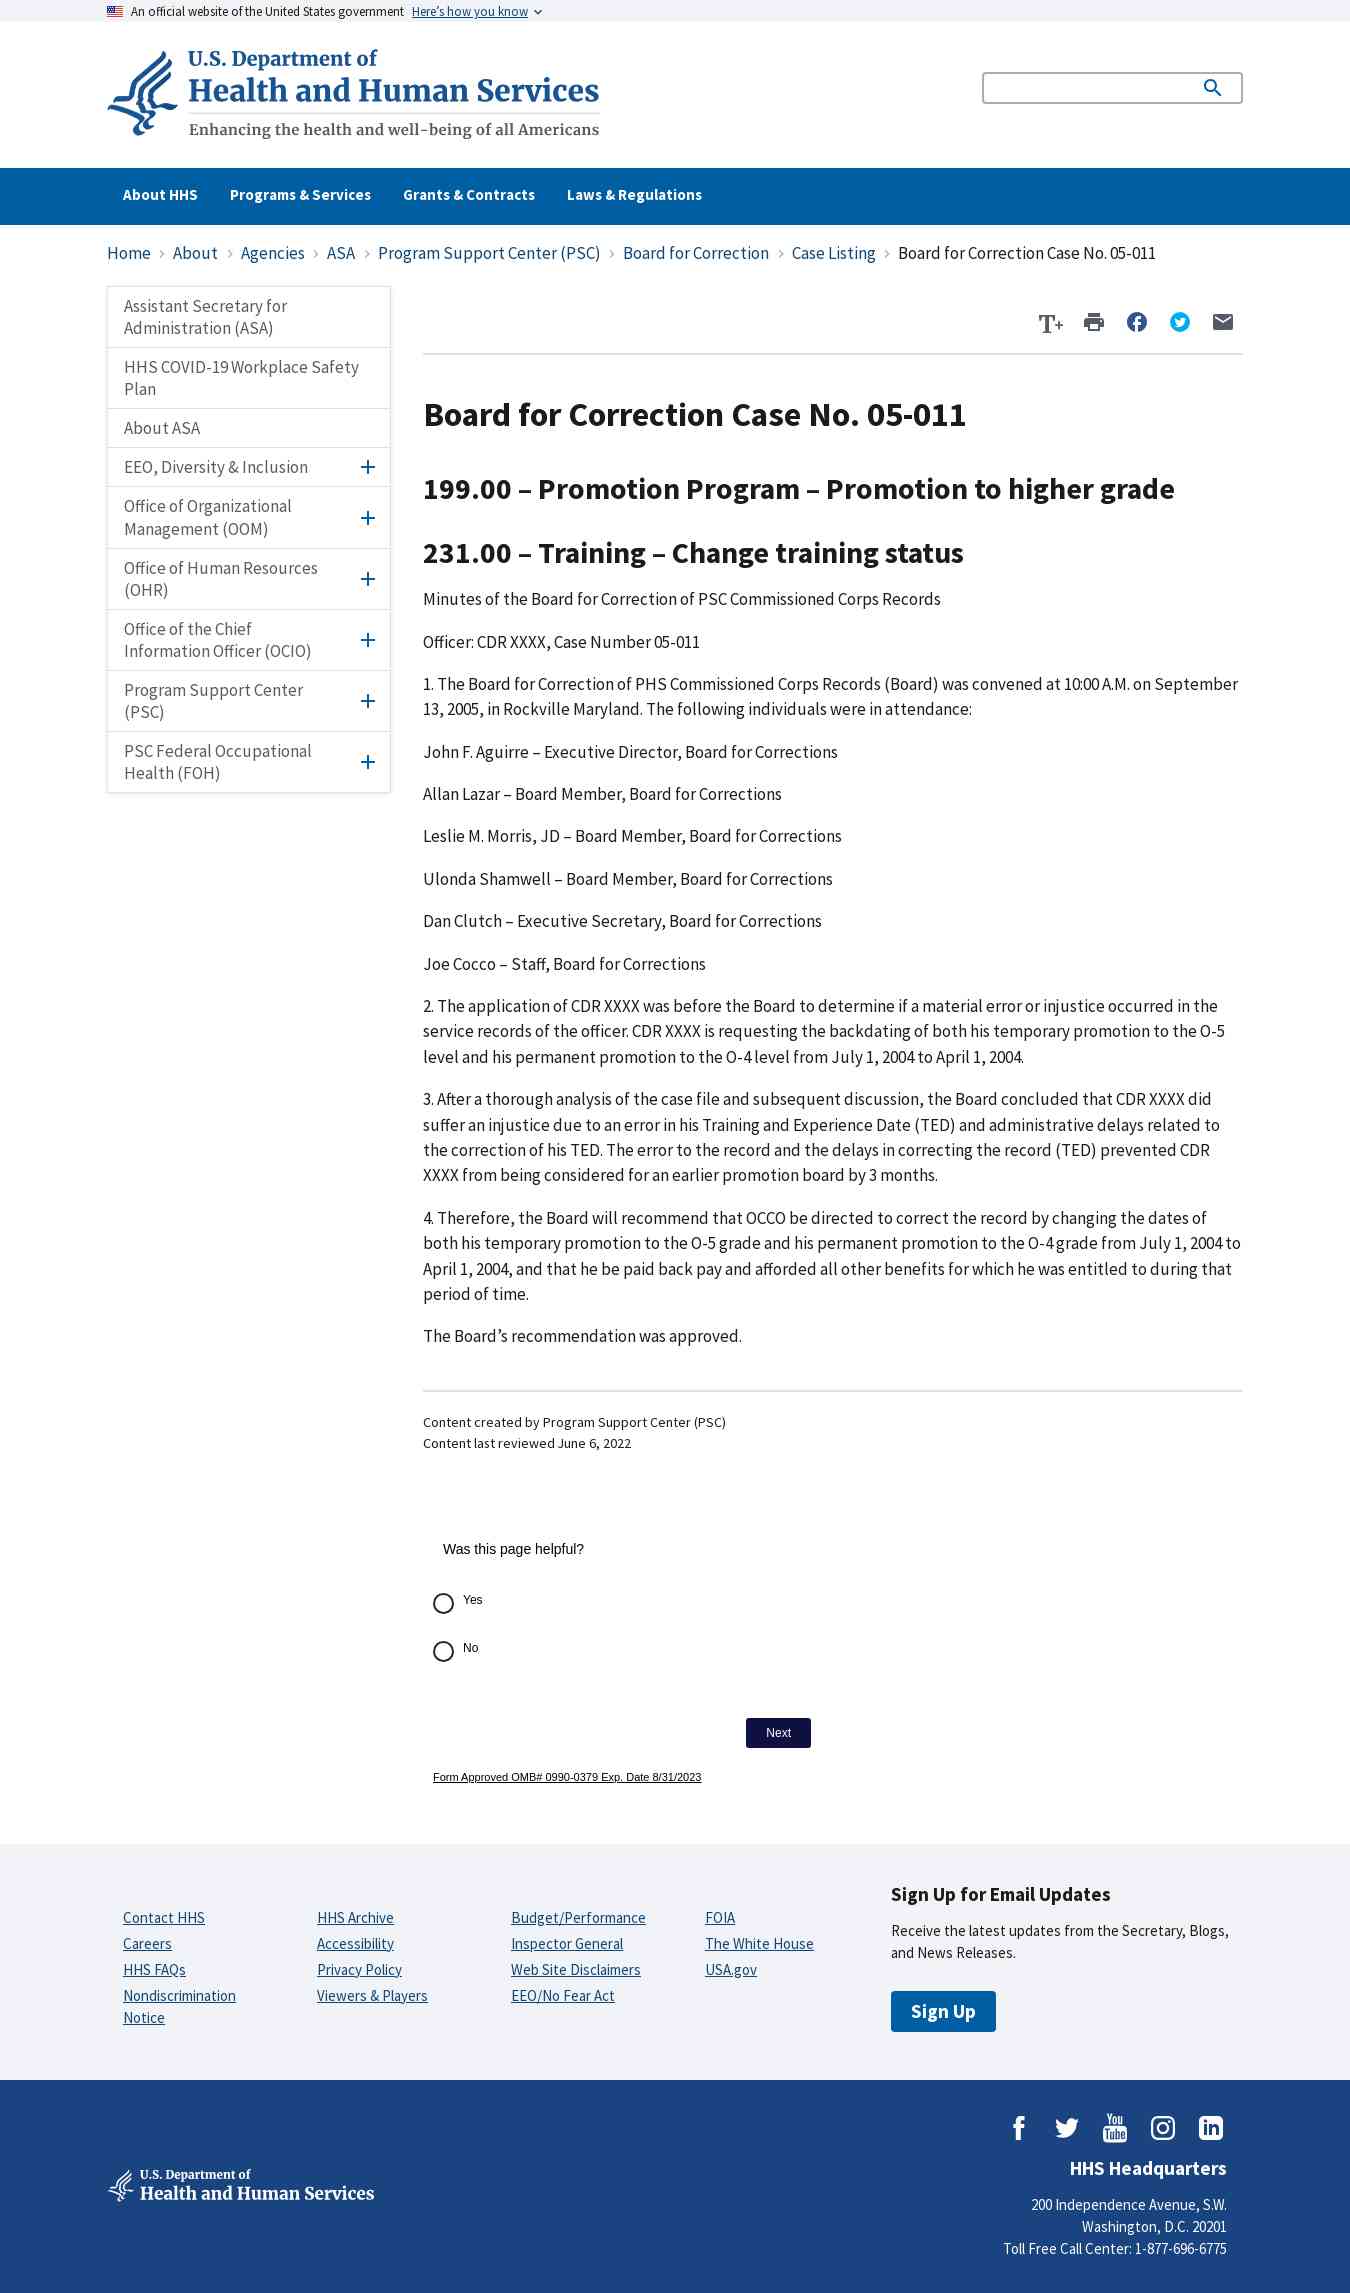 An official website of the United States government Here’s how you know
U.S. Department of
Health and Human Services
Enhancing the health and well-being of all Americans
About HHS Programs & Services Grants & Contracts Laws & Regulations
Home › About › Agencies › ASA › Program Support Center (PSC) › Board for Correction › Case Listing › Board for Correction Case No. 05-011
Assistant Secretary for
Administration (ASA)
HHS COVID-19 Workplace Safety
Plan
About ASA
EEO, Diversity & Inclusion
Office of Organizational
Management (OOM)
Office of Human Resources
(OHR)
Office of the Chief
Information Officer (OCIO)
Program Support Center
(PSC)
PSC Federal Occupational
Health (FOH)
T+
Board for Correction Case No. 05-011
199.00 – Promotion Program – Promotion to higher grade
231.00 – Training – Change training status
Minutes of the Board for Correction of PSC Commissioned Corps Records
Officer: CDR XXXX, Case Number 05-011
1. The Board for Correction of PHS Commissioned Corps Records (Board) was convened at 10:00 A.M. on September
13, 2005, in Rockville Maryland. The following individuals were in attendance:
John F. Aguirre – Executive Director, Board for Corrections
Allan Lazar – Board Member, Board for Corrections
Leslie M. Morris, JD – Board Member, Board for Corrections
Ulonda Shamwell – Board Member, Board for Corrections
Dan Clutch – Executive Secretary, Board for Corrections
Joe Cocco – Staff, Board for Corrections
2. The application of CDR XXXX was before the Board to determine if a material error or injustice occurred in the
service records of the officer. CDR XXXX is requesting the backdating of both his temporary promotion to the O-5
level and his permanent promotion to the O-4 level from July 1, 2004 to April 1, 2004.
3. After a thorough analysis of the case file and subsequent discussion, the Board concluded that CDR XXXX did
suffer an injustice due to an error in his Training and Experience Date (TED) and administrative delays related to
the correction of his TED. The error to the record and the delays in correcting the record (TED) prevented CDR
XXXX from being considered for an earlier promotion board by 3 months.
4. Therefore, the Board will recommend that OCCO be directed to correct the record by changing the dates of
both his temporary promotion to the O-5 grade and his permanent promotion to the O-4 grade from July 1, 2004 to
April 1, 2004, and that he be paid back pay and afforded all other benefits for which he was entitled to during that
period of time.
The Board’s recommendation was approved.
Content created by Program Support Center (PSC)
Content last reviewed June 6, 2022
Was this page helpful?
Yes
No
Next
Form Approved OMB# 0990-0379 Exp. Date 8/31/2023
Contact HHS
Careers
HHS FAQs
Nondiscrimination
Notice
HHS Archive
Accessibility
Privacy Policy
Viewers & Players
Budget/Performance
Inspector General
Web Site Disclaimers
EEO/No Fear Act
FOIA
The White House
USA.gov
Sign Up for Email Updates
Receive the latest updates from the Secretary, Blogs,
and News Releases.
Sign Up
You
Tube
U.S. Department of
Health and Human Services
HHS Headquarters
200 Independence Avenue, S.W.
Washington, D.C. 20201
Toll Free Call Center: 1-877-696-6775